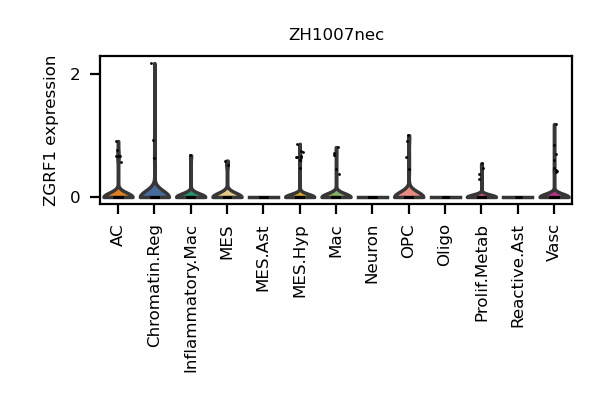 ZH1007nec
ZGRF1 expression
2
0
AC
Chromatin.Reg
Inflammatory.Mac
MES
MES.Ast
MES.Hyp
Mac
Neuron
OPC
Oligo
Prolif.Metab
Reactive.Ast
Vasc